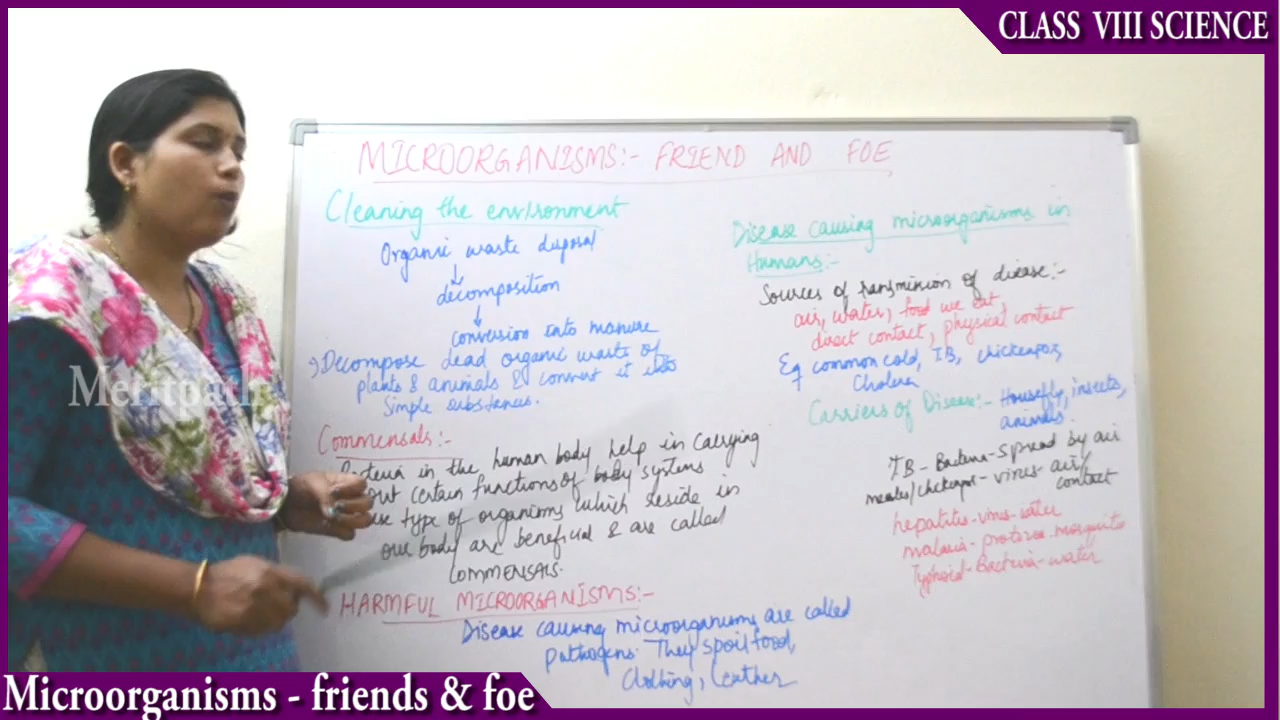 CLASS VIII SCIENCE
MICROORGANISMS:- FRIEND AND FOE
Cleaning the environment
Organic waste disposal
↓
decomposition
↓
conversion into manure
Decompose dead organic waste of
plants & animals & convert it into
Simple substances.
Commensals:-
Bacteria in the human body help in carrying
out certain functions of body systems
type of organisms which reside in
our body are beneficial & are called
COMMENSALS.
HARMFUL MICROORGANISMS:-
Disease causing microorganisms are called
pathogens. They spoil food,
Clothing, leather
Disease causing microorganisms in
Humans:-
Sources of transmission of disease:-
air, water, food we eat,
direct contact, physical contact
Eg common cold, TB, chickenpox,
Cholera
Carriers of Disease:- Housefly, insects,
animals
TB - Bacteria - spread by air
measles/chickenpox - virus air/
contact
hepatitis - virus - water
malaria - protozoa - mosquito
Typhoid - Bacteria - water
Meritpath
Microorganisms - friends & foe